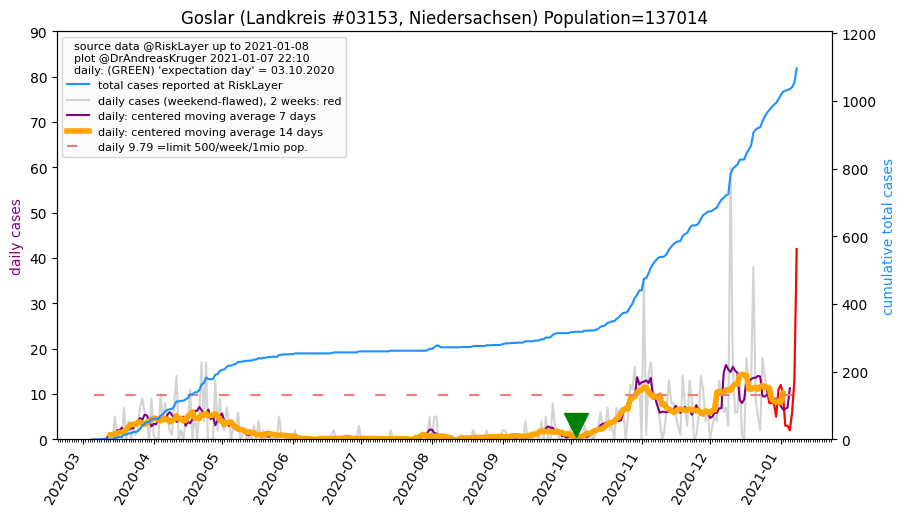 Goslar (Landkreis #03153, Niedersachsen) Population=137014
source data @RiskLayer up to 2021-01-08
plot @DrAndreasKruger 2021-01-07 22:10
daily: (GREEN) 'expectation day' = 03.10.2020
total cases reported at RiskLayer
daily cases (weekend-flawed), 2 weeks: red
daily: centered moving average 7 days
daily: centered moving average 14 days
daily 9.79 =limit 500/week/1mio pop.
daily cases
90
80
70
60
50
40
30
20
10
0
cumulative total cases
1200
1000
800
600
400
200
0
2020-03
2020-04
2020-05
2020-06
2020-07
2020-08
2020-09
2020-10
2020-11
2020-12
2021-01